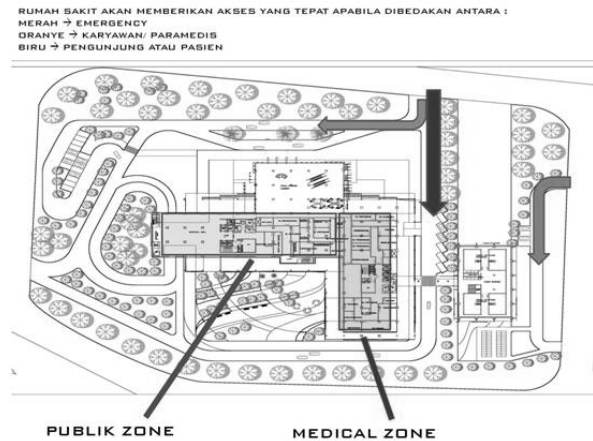 RUMAH SAKIT AKAN MEMBERIKAN AKSES YANG TEPAT APABILA DIBEDAKAN ANTARA :
MERAH → EMERGENCY
ORANYE → KARYAWAN/ PARAMEDIS
BIRU → PENGUNJUNG ATAU PASIEN
PUBLIK ZONE
MEDICAL ZONE